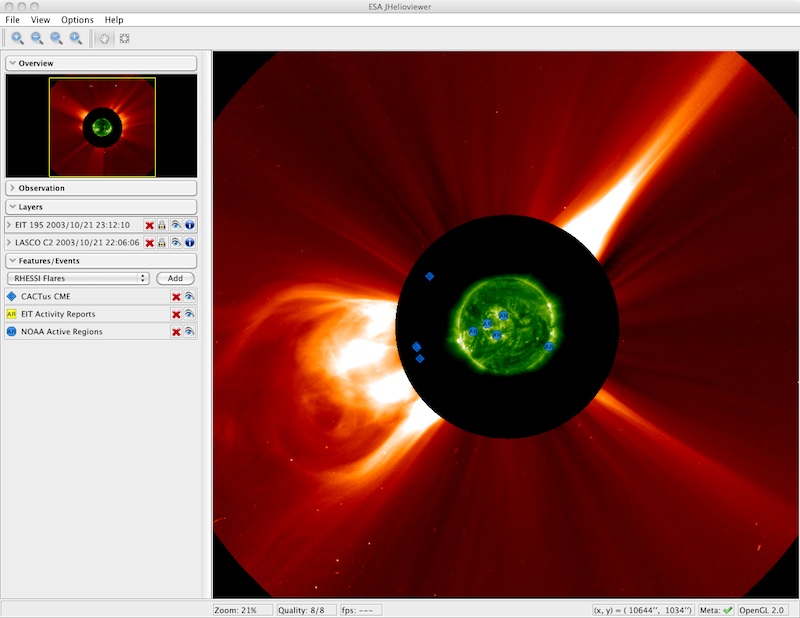 ESA JHelioviewer
File View Options Help
Overview
Observation
Layers
EIT 195 2003/10/21 23:12:10
LASCO C2 2003/10/21 22:06:06
Features/Events
RHESSI Flares Add
CACTus CME
AR EIT Activity Reports
AR NOAA Active Regions
Zoom: 21% Quality: 8/8 fps: --- (x, y) = ( 10644’’, 1034’’) Meta: OpenGL 2.0